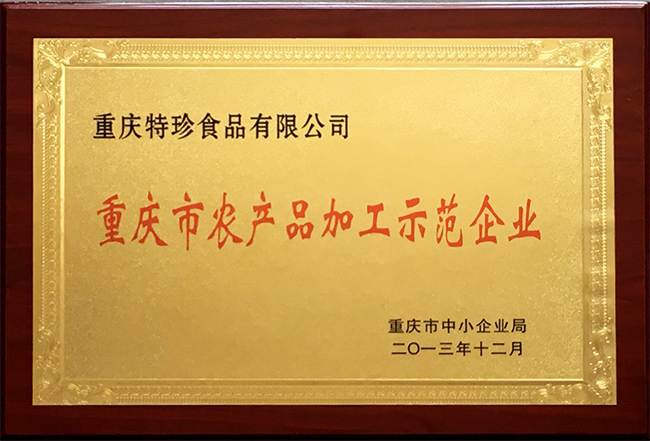 重庆特珍食品有限公司
重庆市农产品加工示范企业
重庆市中小企业局
二〇一三年十二月